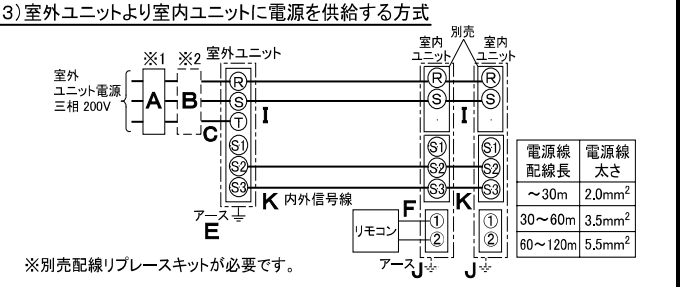 3)室外ユニットより室内ユニットに電源を供給する方式
別売
※1 ※2 室外ユニット 室内ユニット 室内ユニット
室外
ユニット電源
三相 200V
A B C
R S T S1 S2 S3
I
R S S1 S2 S3 ① ②
I
R S S1 S2 S3 ① ②
K 内外信号線 K
F
リモコン
アース
E
アース J J
電源線配線長 電源線太さ
~30m 2.0mm²
30~60m 3.5mm²
60~120m 5.5mm²
※別売配線リプレースキットが必要です。